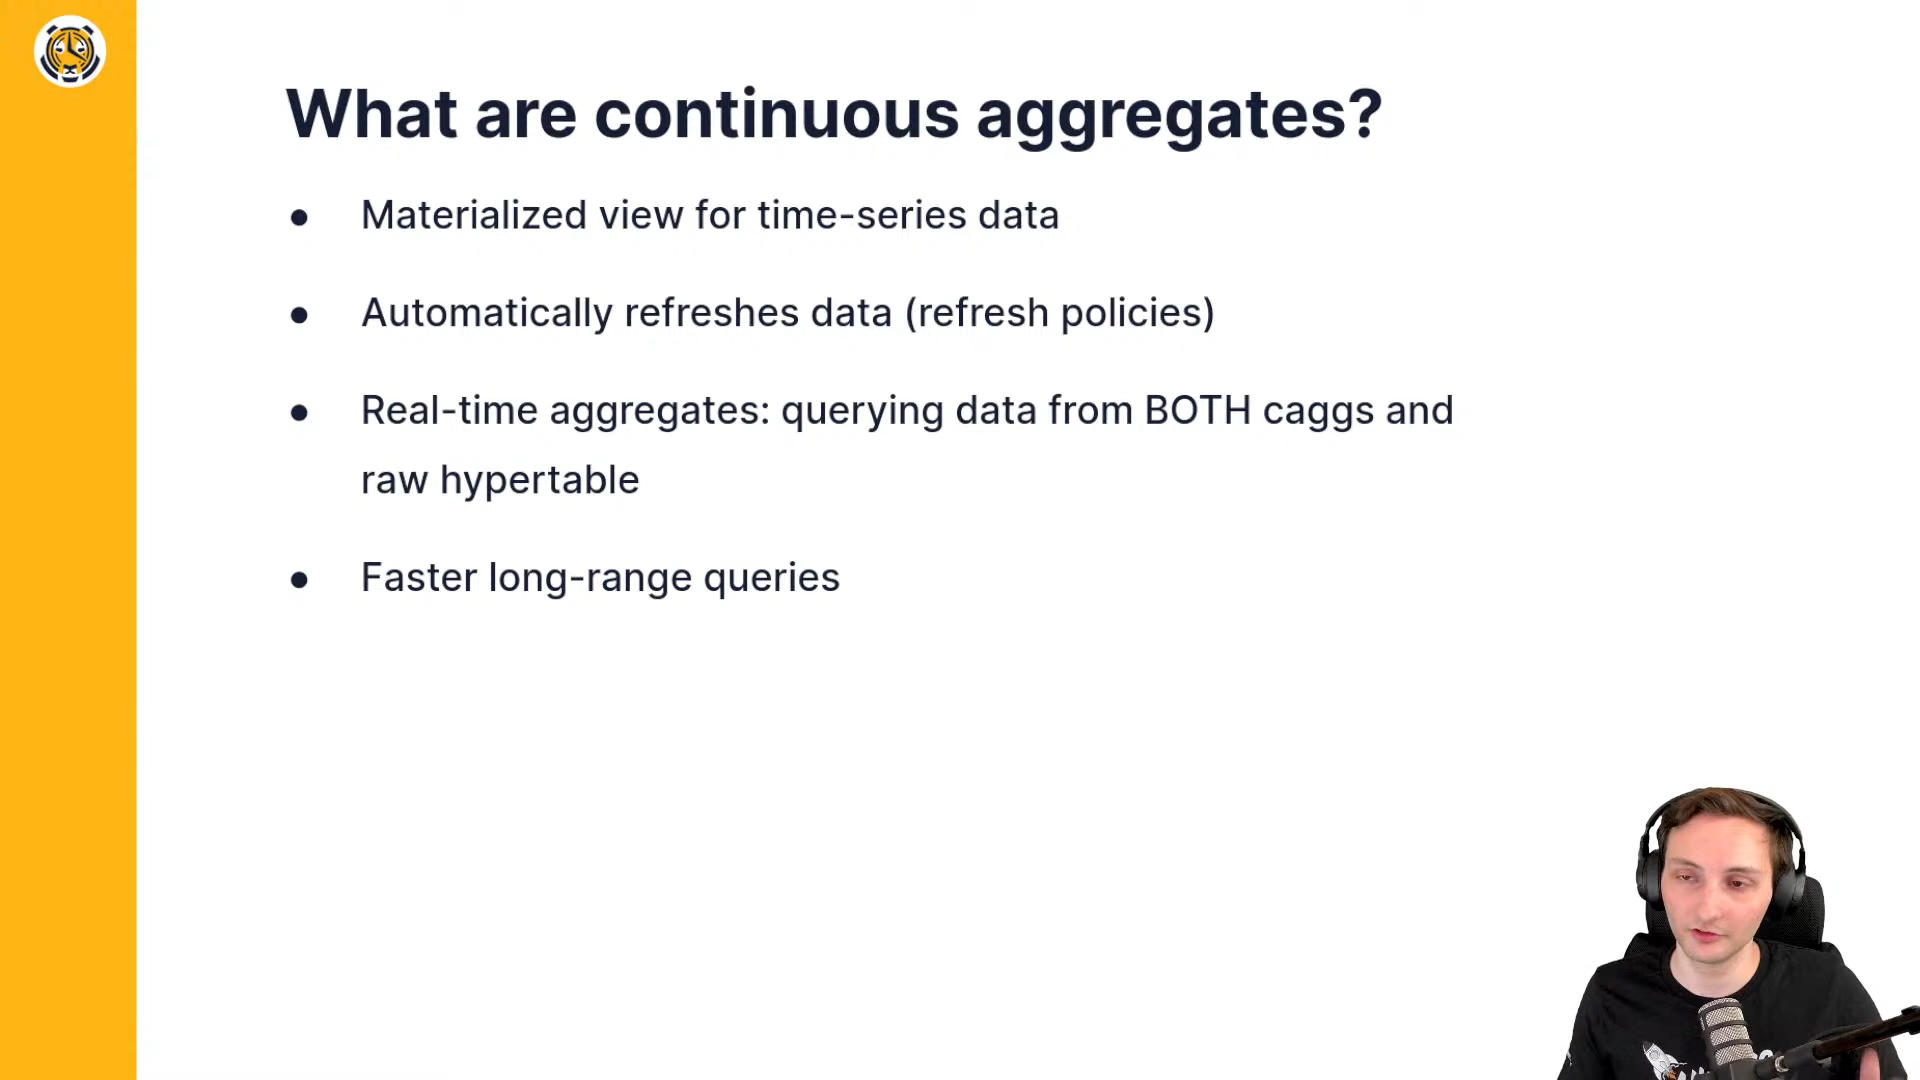 What are continuous aggregates?
● Materialized view for time-series data
● Automatically refreshes data (refresh policies)
● Real-time aggregates: querying data from BOTH caggs and
raw hypertable
● Faster long-range queries